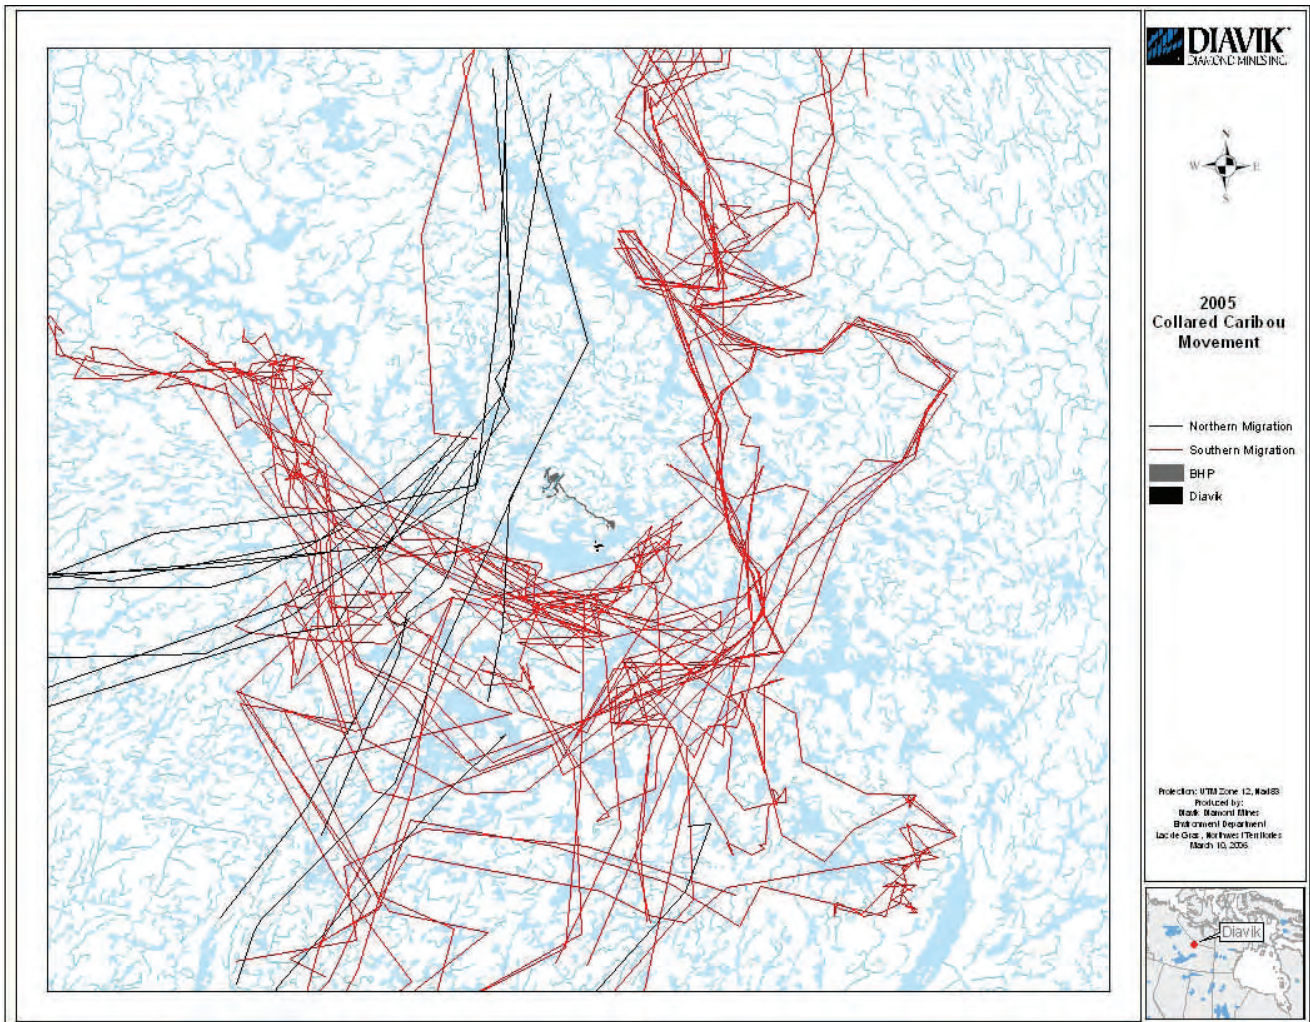 DIAVIK
DIAMOND MINES INC.
N
W E
S
2005
Collared Caribou
Movement
Northern Migration
Southern Migration
BHP
Diavik
Projection: UTM Zone 12, Nad83
Produced by:
Diavik Diamond Mines
Environment Department
Lac de Gras, Northwest Territories
March 10, 2006
Diavik